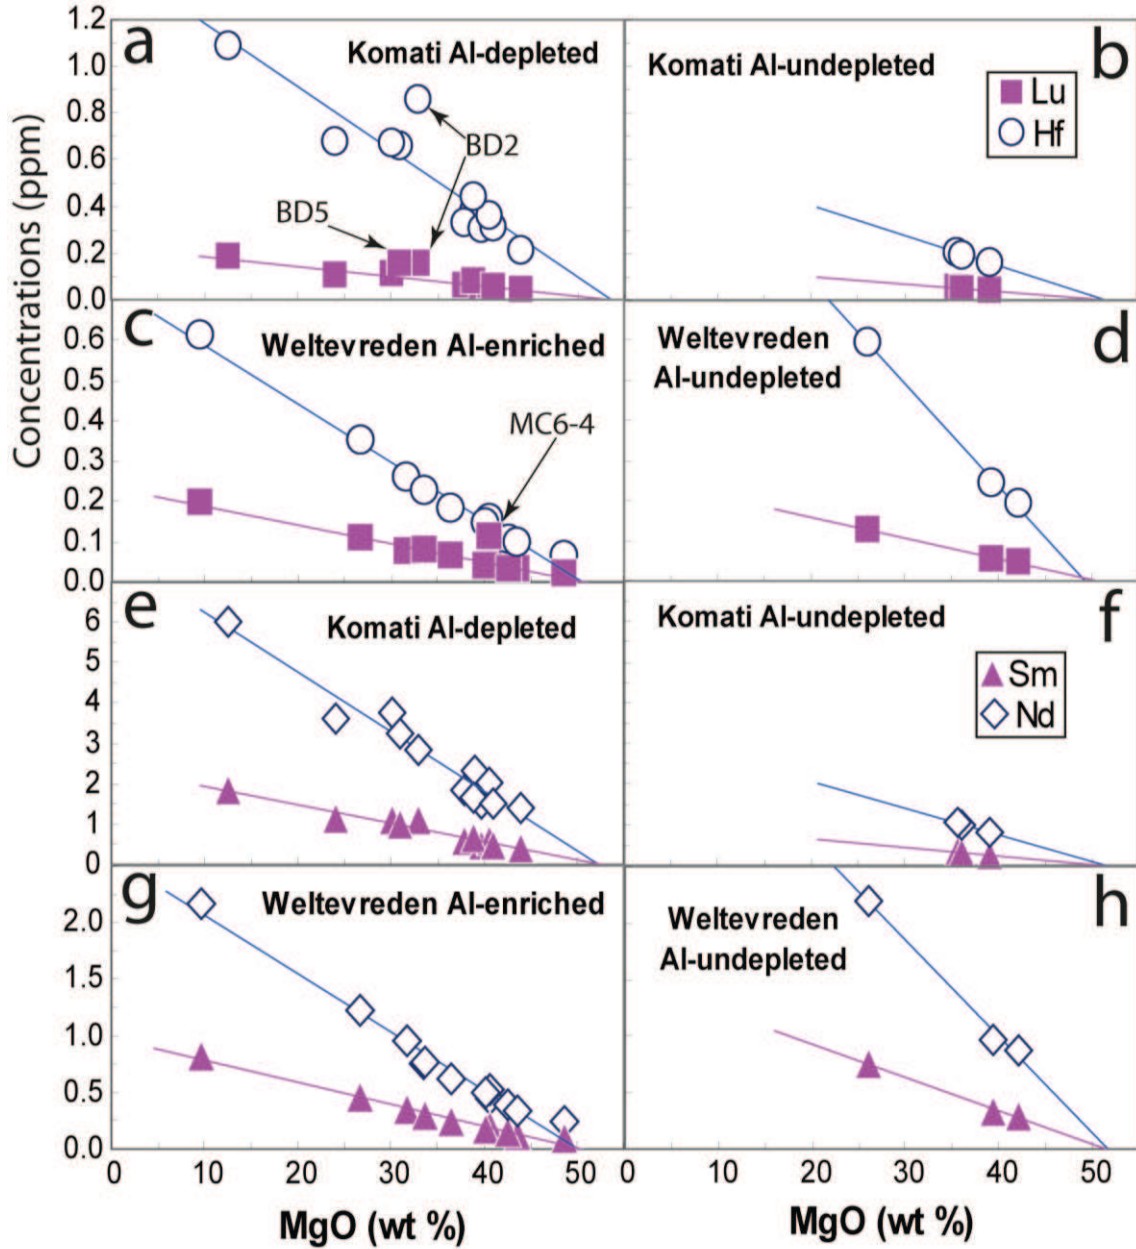 Concentrations (ppm)
a
Komati Al-depleted
BD2
BD5
1.2
1.0
0.8
0.6
0.4
0.2
0.0
b
Komati Al-undepleted
Lu
Hf
c
Weltevreden Al-enriched
MC6-4
0.6
0.5
0.4
0.3
0.2
0.1
0.0
d
Weltevreden
Al-undepleted
e
Komati Al-depleted
6
5
4
3
2
1
0
f
Komati Al-undepleted
Sm
Nd
g
Weltevreden Al-enriched
2.0
1.5
1.0
0.5
0.0
h
Weltevreden
Al-undepleted
0 10 20 30 40 50
0 10 20 30 40 50
MgO (wt %)
MgO (wt %)